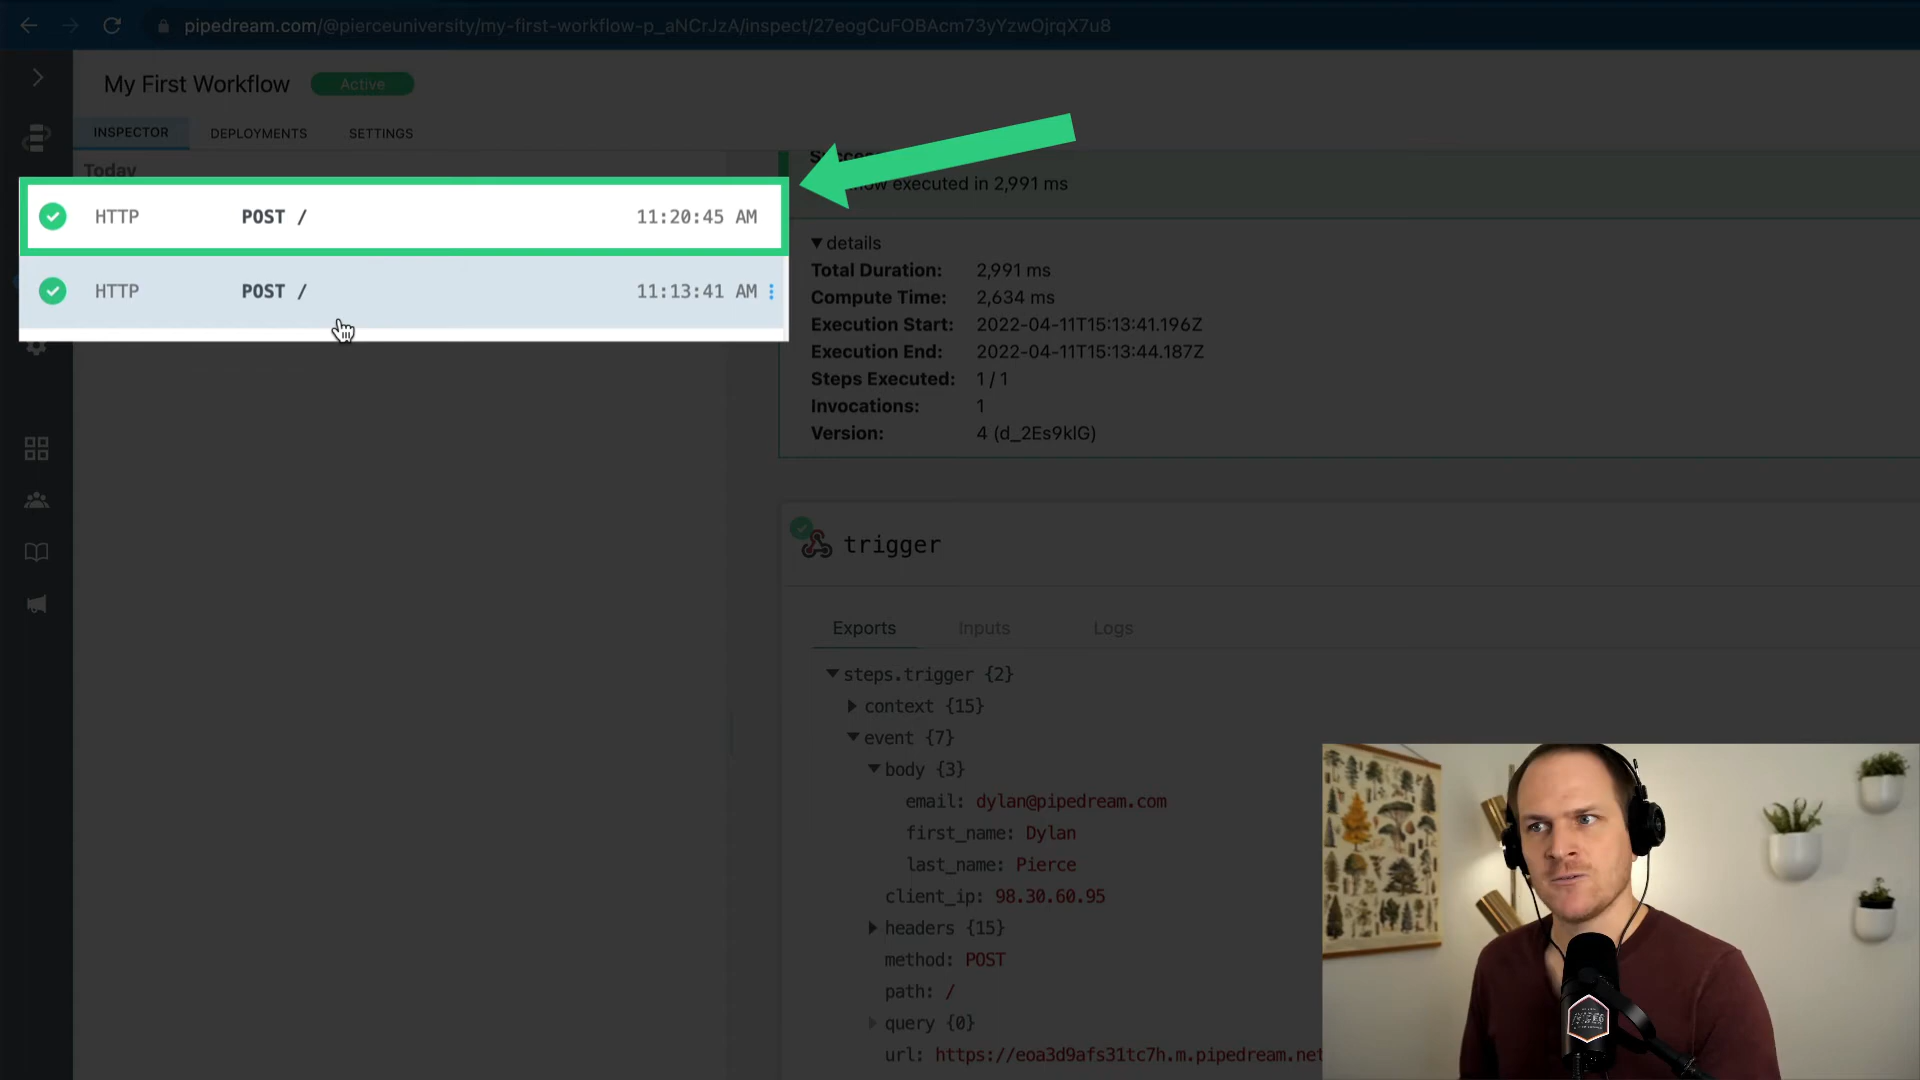 pipedream.com/@pierceuniversity/my-first-workflow-p_aNCrJzA/inspect/27eogCuFOBAcm73yYzwOjrqX7u8
My First Workflow
Active
INSPECTOR
DEPLOYMENTS
SETTINGS
Today
HTTP POST / 11:20:45 AM
HTTP POST / 11:13:41 AM
executed in 2,991 ms
details
Total Duration: 2,991 ms
Compute Time: 2,634 ms
Execution Start: 2022-04-11T15:13:41.196Z
Execution End: 2022-04-11T15:13:44.187Z
Steps Executed: 1 / 1
Invocations: 1
Version: 4 (d_2Es9klG)
trigger
Exports
Inputs
Logs
steps.trigger {2}
context {15}
event {7}
body {3}
email: dylan@pipedream.com
first_name: Dylan
last_name: Pierce
client_ip: 98.30.60.95
headers {15}
method: POST
path: /
query {0}
url: https://eoa3d9afs31tc7h.m.pipedream.net